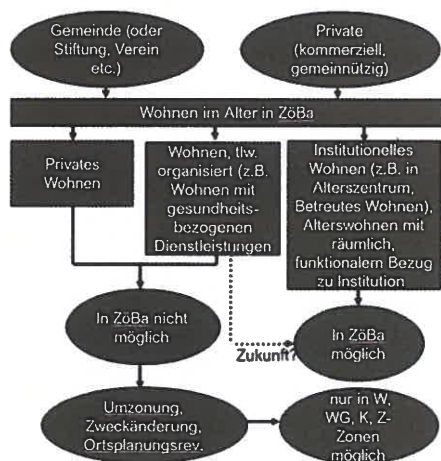 Gemeinde (oder
Stiftung, Verein
etc.)
Private
(kommerziell,
gemeinnützig)
Wohnen im Alter in ZöBa
Privates
Wohnen
Wohnen, tlw.
organisiert (z.B.
Wohnen mit
gesundheits-
bezogenen
Dienstleistungen
Institutionelles
Wohnen (z.B. in
Alterszentrum,
Betreutes Wohnen),
Alterswohnen mit
räumlich,
funktionalem Bezug
zu Institution
In ZöBa nicht
möglich
Zukunft?
In ZöBa
möglich
Umzonung,
Zweckänderung,
Ortsplanungsrev.
nur in W,
WG, K, Z-
Zonen
möglich